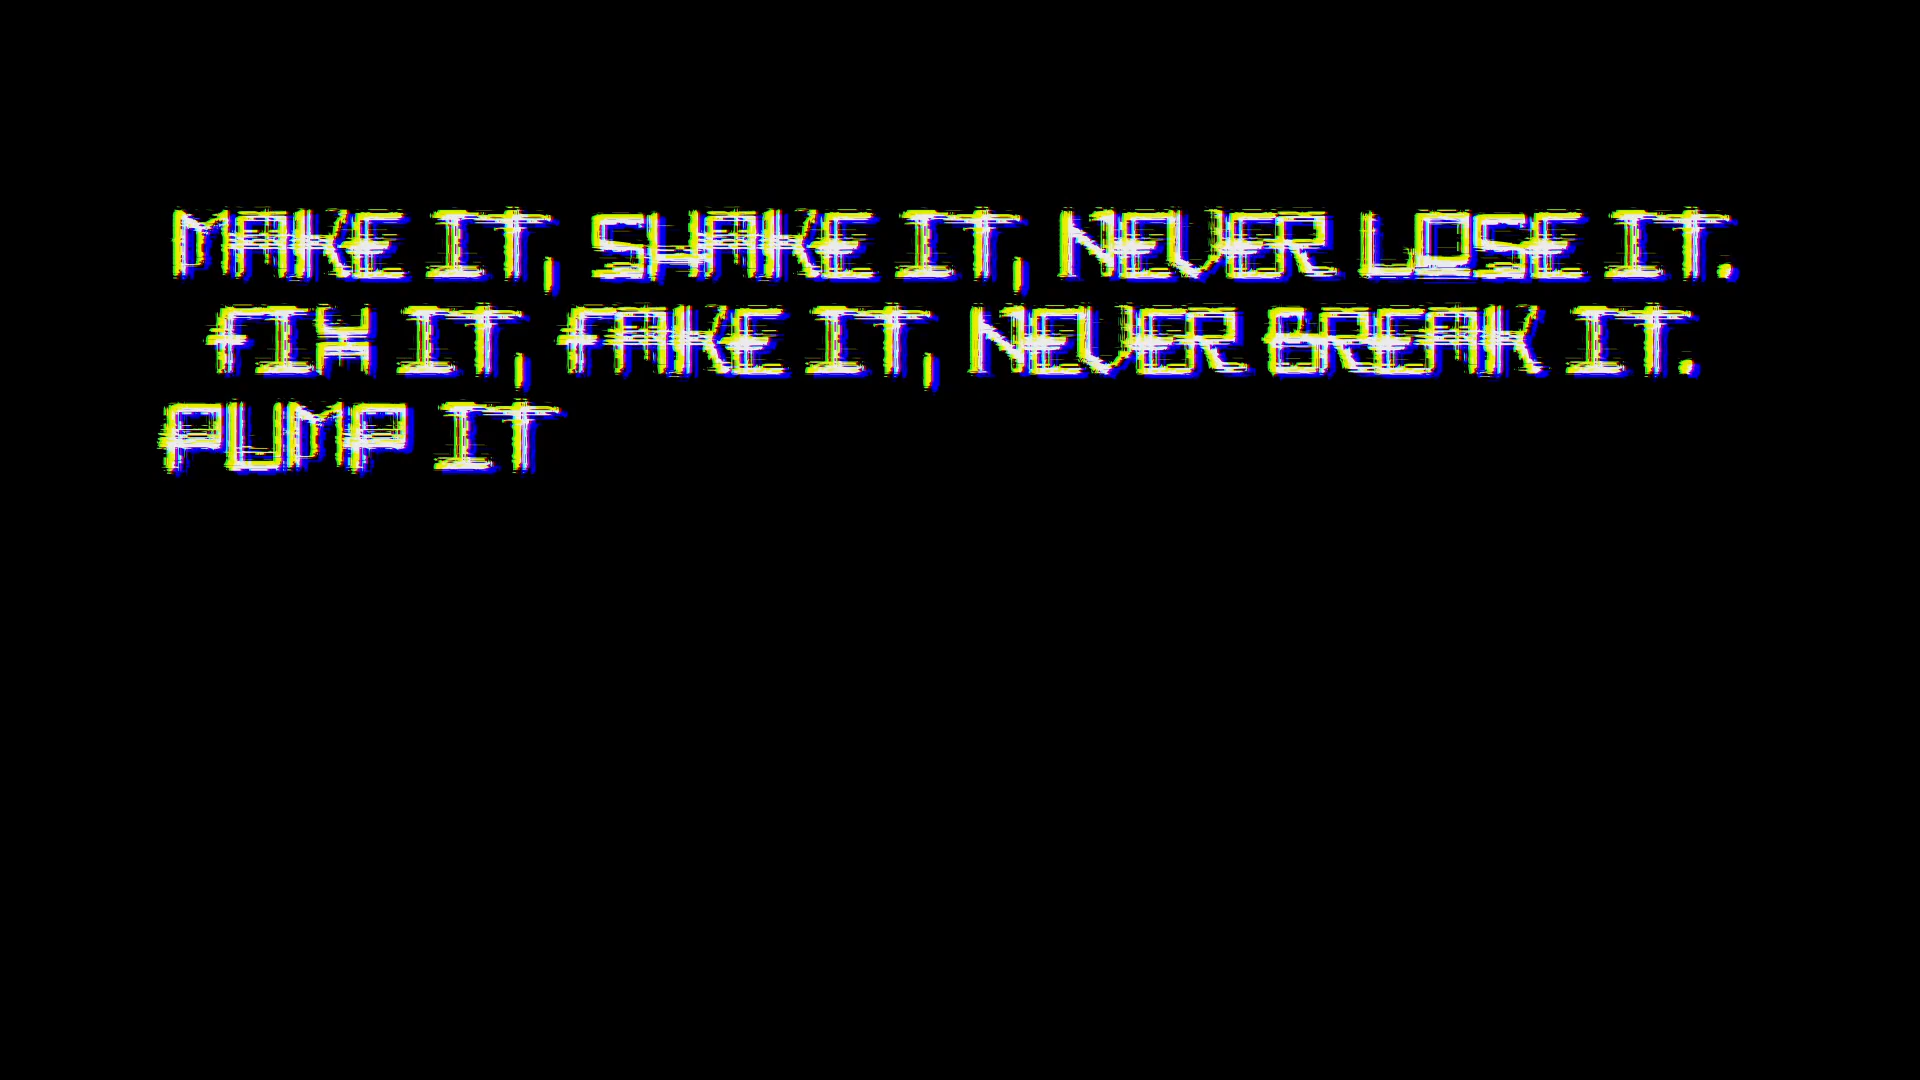 MAKE IT, SHAKE IT, NEVER LOSE IT.
FIX IT, FAKE IT, NEVER BREAK IT.
PUMP IT